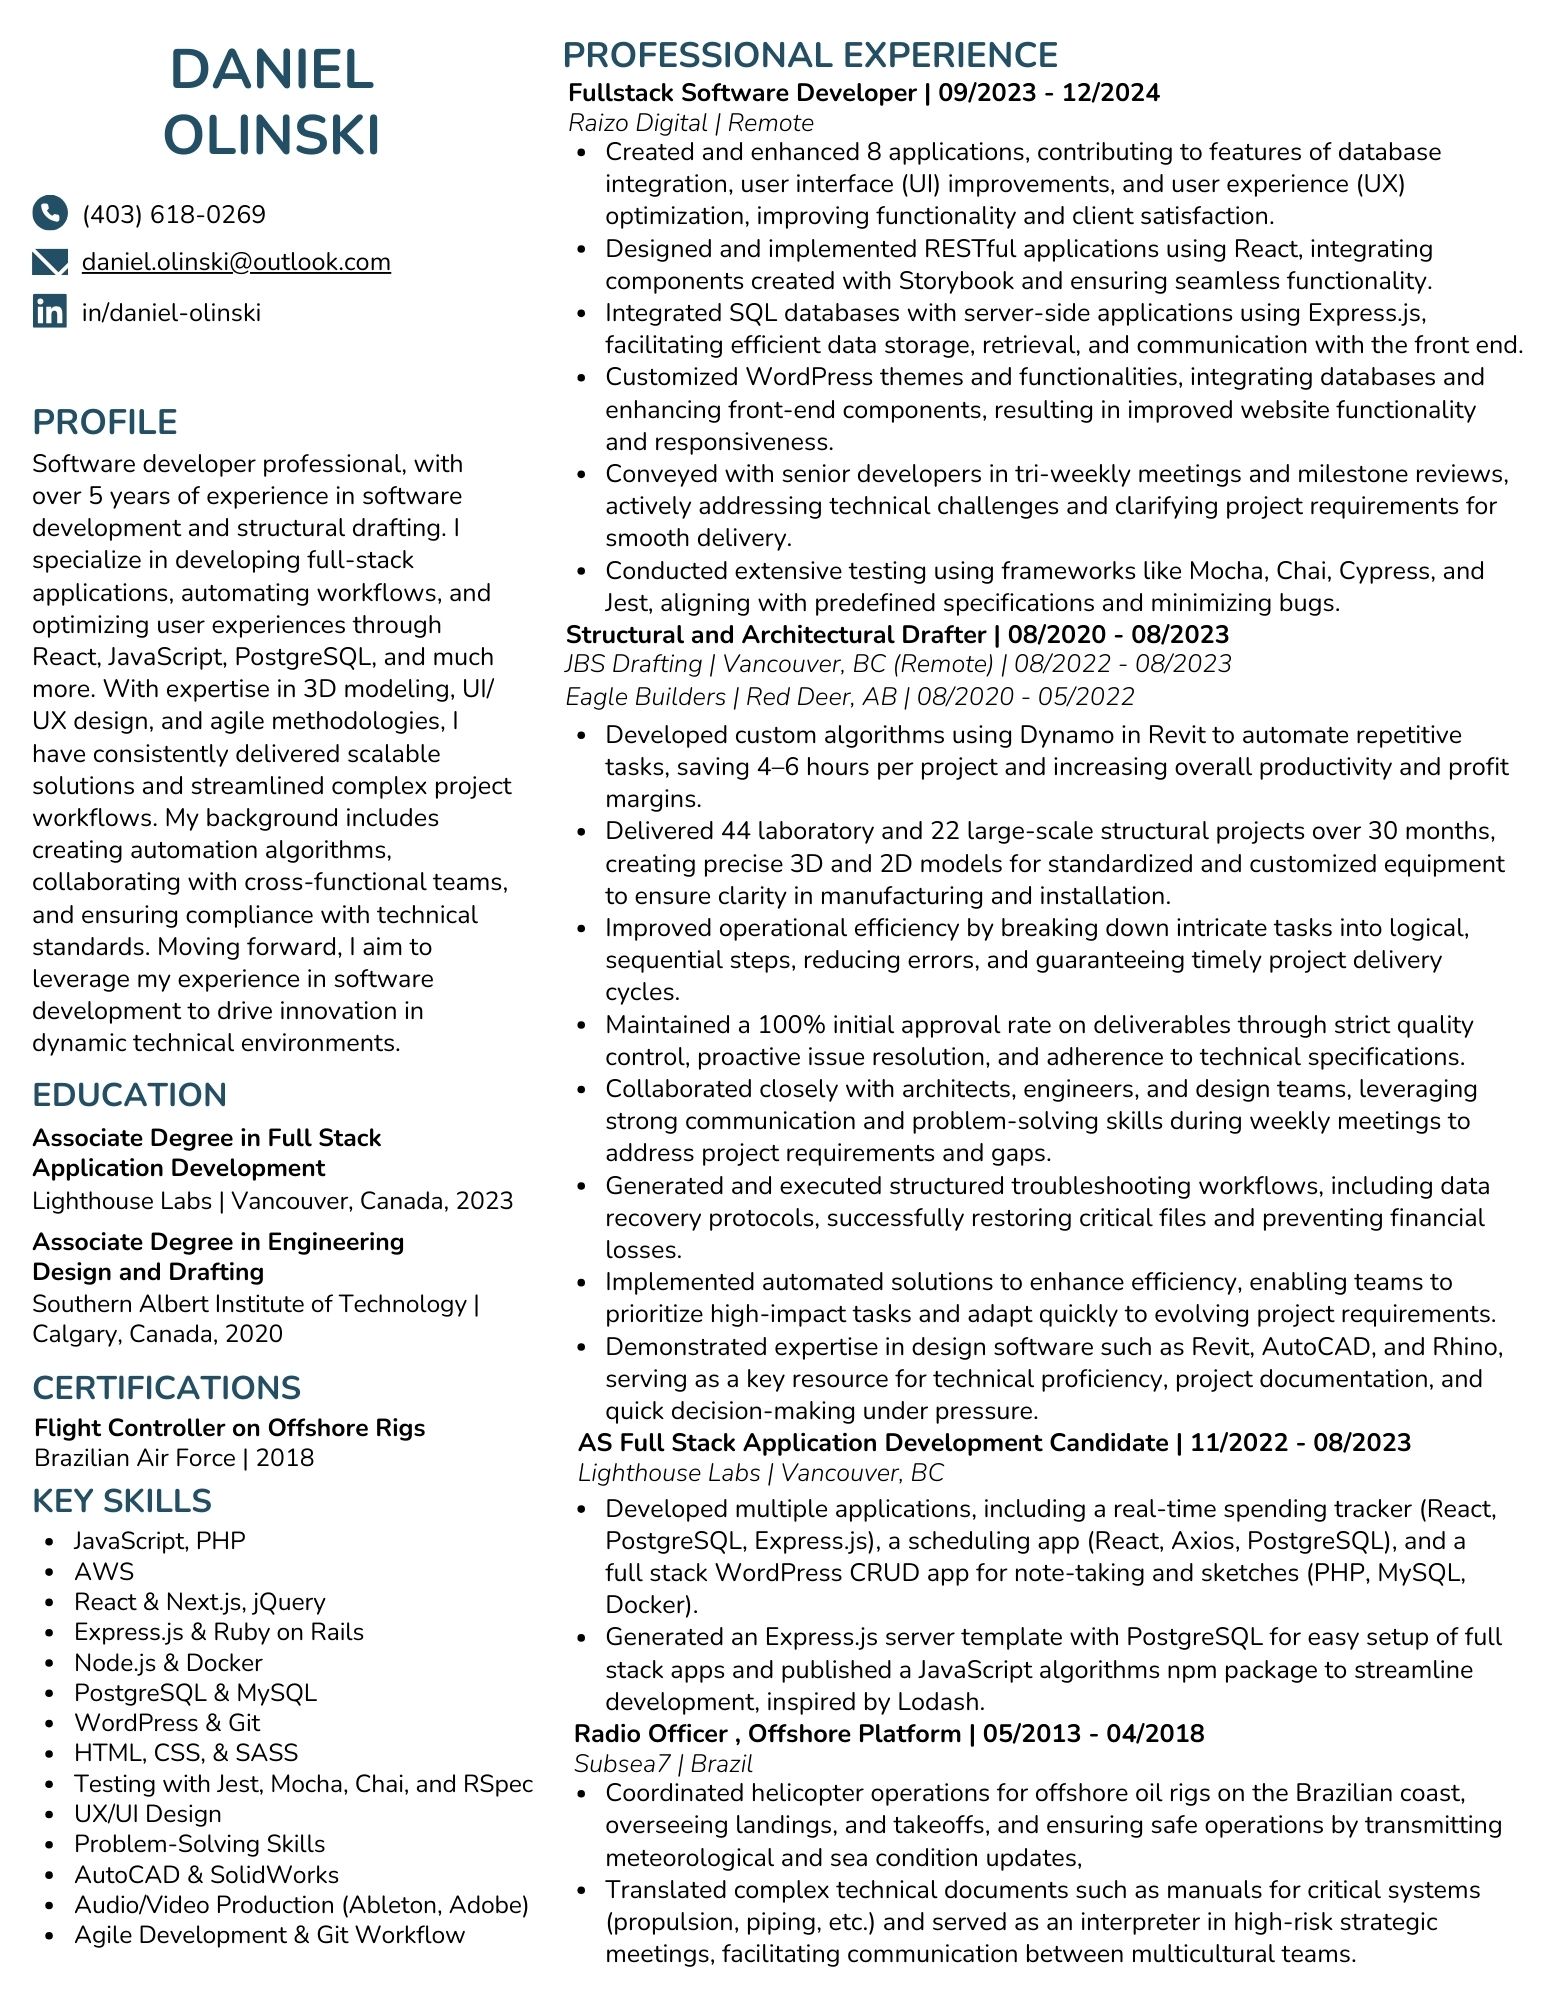 DANIEL
OLINSKI
(403) 618-0269
daniel.olinski@outlook.com
in/daniel-olinski
PROFILE
Software developer professional, with
over 5 years of experience in software
development and structural drafting. I
specialize in developing full-stack
applications, automating workflows, and
optimizing user experiences through
React, JavaScript, PostgreSQL, and much
more. With expertise in 3D modeling, UI/
UX design, and agile methodologies, I
have consistently delivered scalable
solutions and streamlined complex project
workflows. My background includes
creating automation algorithms,
collaborating with cross-functional teams,
and ensuring compliance with technical
standards. Moving forward, I aim to
leverage my experience in software
development to drive innovation in
dynamic technical environments.
EDUCATION
Associate Degree in Full Stack
Application Development
Lighthouse Labs | Vancouver, Canada, 2023
Associate Degree in Engineering
Design and Drafting
Southern Albert Institute of Technology |
Calgary, Canada, 2020
CERTIFICATIONS
Flight Controller on Offshore Rigs
Brazilian Air Force | 2018
KEY SKILLS
• JavaScript, PHP
• AWS
• React & Next.js, jQuery
• Express.js & Ruby on Rails
• Node.js & Docker
• PostgreSQL & MySQL
• WordPress & Git
• HTML, CSS, & SASS
• Testing with Jest, Mocha, Chai, and RSpec
• UX/UI Design
• Problem-Solving Skills
• AutoCAD & SolidWorks
• Audio/Video Production (Ableton, Adobe)
• Agile Development & Git Workflow
PROFESSIONAL EXPERIENCE
Fullstack Software Developer | 09/2023 - 12/2024
Raizo Digital | Remote
• Created and enhanced 8 applications, contributing to features of database
integration, user interface (UI) improvements, and user experience (UX)
optimization, improving functionality and client satisfaction.
• Designed and implemented RESTful applications using React, integrating
components created with Storybook and ensuring seamless functionality.
• Integrated SQL databases with server-side applications using Express.js,
facilitating efficient data storage, retrieval, and communication with the front end.
• Customized WordPress themes and functionalities, integrating databases and
enhancing front-end components, resulting in improved website functionality
and responsiveness.
• Conveyed with senior developers in tri-weekly meetings and milestone reviews,
actively addressing technical challenges and clarifying project requirements for
smooth delivery.
• Conducted extensive testing using frameworks like Mocha, Chai, Cypress, and
Jest, aligning with predefined specifications and minimizing bugs.
Structural and Architectural Drafter | 08/2020 - 08/2023
JBS Drafting | Vancouver, BC (Remote) | 08/2022 - 08/2023
Eagle Builders | Red Deer, AB | 08/2020 - 05/2022
• Developed custom algorithms using Dynamo in Revit to automate repetitive
tasks, saving 4–6 hours per project and increasing overall productivity and profit
margins.
• Delivered 44 laboratory and 22 large-scale structural projects over 30 months,
creating precise 3D and 2D models for standardized and customized equipment
to ensure clarity in manufacturing and installation.
• Improved operational efficiency by breaking down intricate tasks into logical,
sequential steps, reducing errors, and guaranteeing timely project delivery
cycles.
• Maintained a 100% initial approval rate on deliverables through strict quality
control, proactive issue resolution, and adherence to technical specifications.
• Collaborated closely with architects, engineers, and design teams, leveraging
strong communication and problem-solving skills during weekly meetings to
address project requirements and gaps.
• Generated and executed structured troubleshooting workflows, including data
recovery protocols, successfully restoring critical files and preventing financial
losses.
• Implemented automated solutions to enhance efficiency, enabling teams to
prioritize high-impact tasks and adapt quickly to evolving project requirements.
• Demonstrated expertise in design software such as Revit, AutoCAD, and Rhino,
serving as a key resource for technical proficiency, project documentation, and
quick decision-making under pressure.
AS Full Stack Application Development Candidate | 11/2022 - 08/2023
Lighthouse Labs | Vancouver, BC
• Developed multiple applications, including a real-time spending tracker (React,
PostgreSQL, Express.js), a scheduling app (React, Axios, PostgreSQL), and a
full stack WordPress CRUD app for note-taking and sketches (PHP, MySQL,
Docker).
• Generated an Express.js server template with PostgreSQL for easy setup of full
stack apps and published a JavaScript algorithms npm package to streamline
development, inspired by Lodash.
Radio Officer , Offshore Platform | 05/2013 - 04/2018
Subsea7 | Brazil
• Coordinated helicopter operations for offshore oil rigs on the Brazilian coast,
overseeing landings, and takeoffs, and ensuring safe operations by transmitting
meteorological and sea condition updates,
• Translated complex technical documents such as manuals for critical systems
(propulsion, piping, etc.) and served as an interpreter in high-risk strategic
meetings, facilitating communication between multicultural teams.